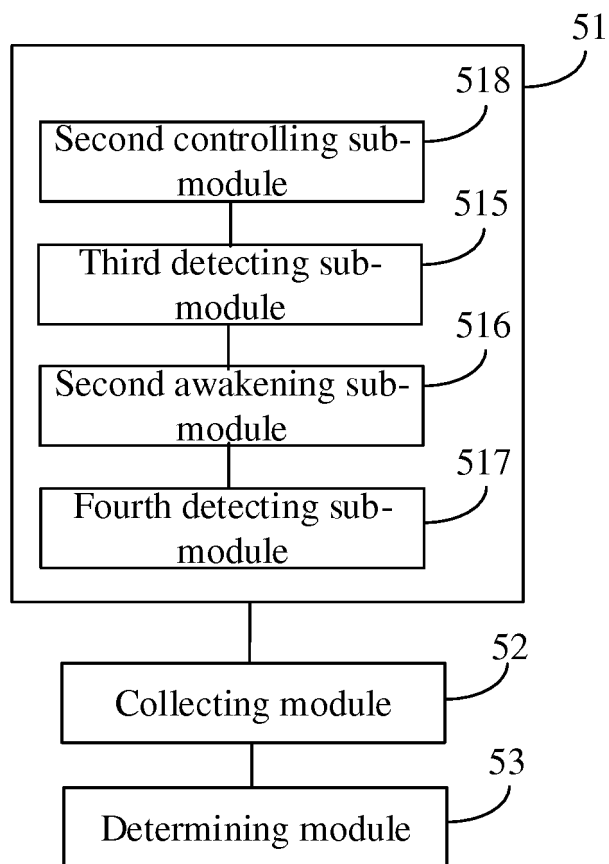 51
518
Second controlling sub-
module
515
Third detecting sub-
module
516
Second awakening sub-
module
517
Fourth detecting sub-
module
52
Collecting module
53
Determining module